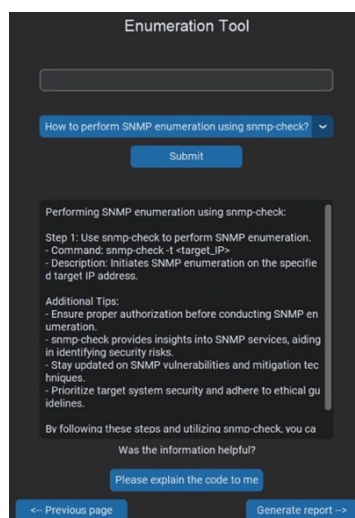 Enumeration Tool
How to perform SNMP enumeration using snmp-check?
Submit
Performing SNMP enumeration using snmp-check:
Step 1: Use snmp-check to perform SNMP enumeration.
- Command: snmp-check -t <target_IP>
- Description: Initiates SNMP enumeration on the specifie
d target IP address.
Additional Tips:
- Ensure proper authorization before conducting SNMP en
umeration.
- snmp-check provides insights into SNMP services, aiding
in identifying security risks.
- Stay updated on SNMP vulnerabilities and mitigation tec
hniques.
- Prioritize target system security and adhere to ethical gu
idelines.
By following these steps and utilizing snmp-check, you ca
Was the information helpful?
Please explain the code to me
<-- Previous page
Generate report -->